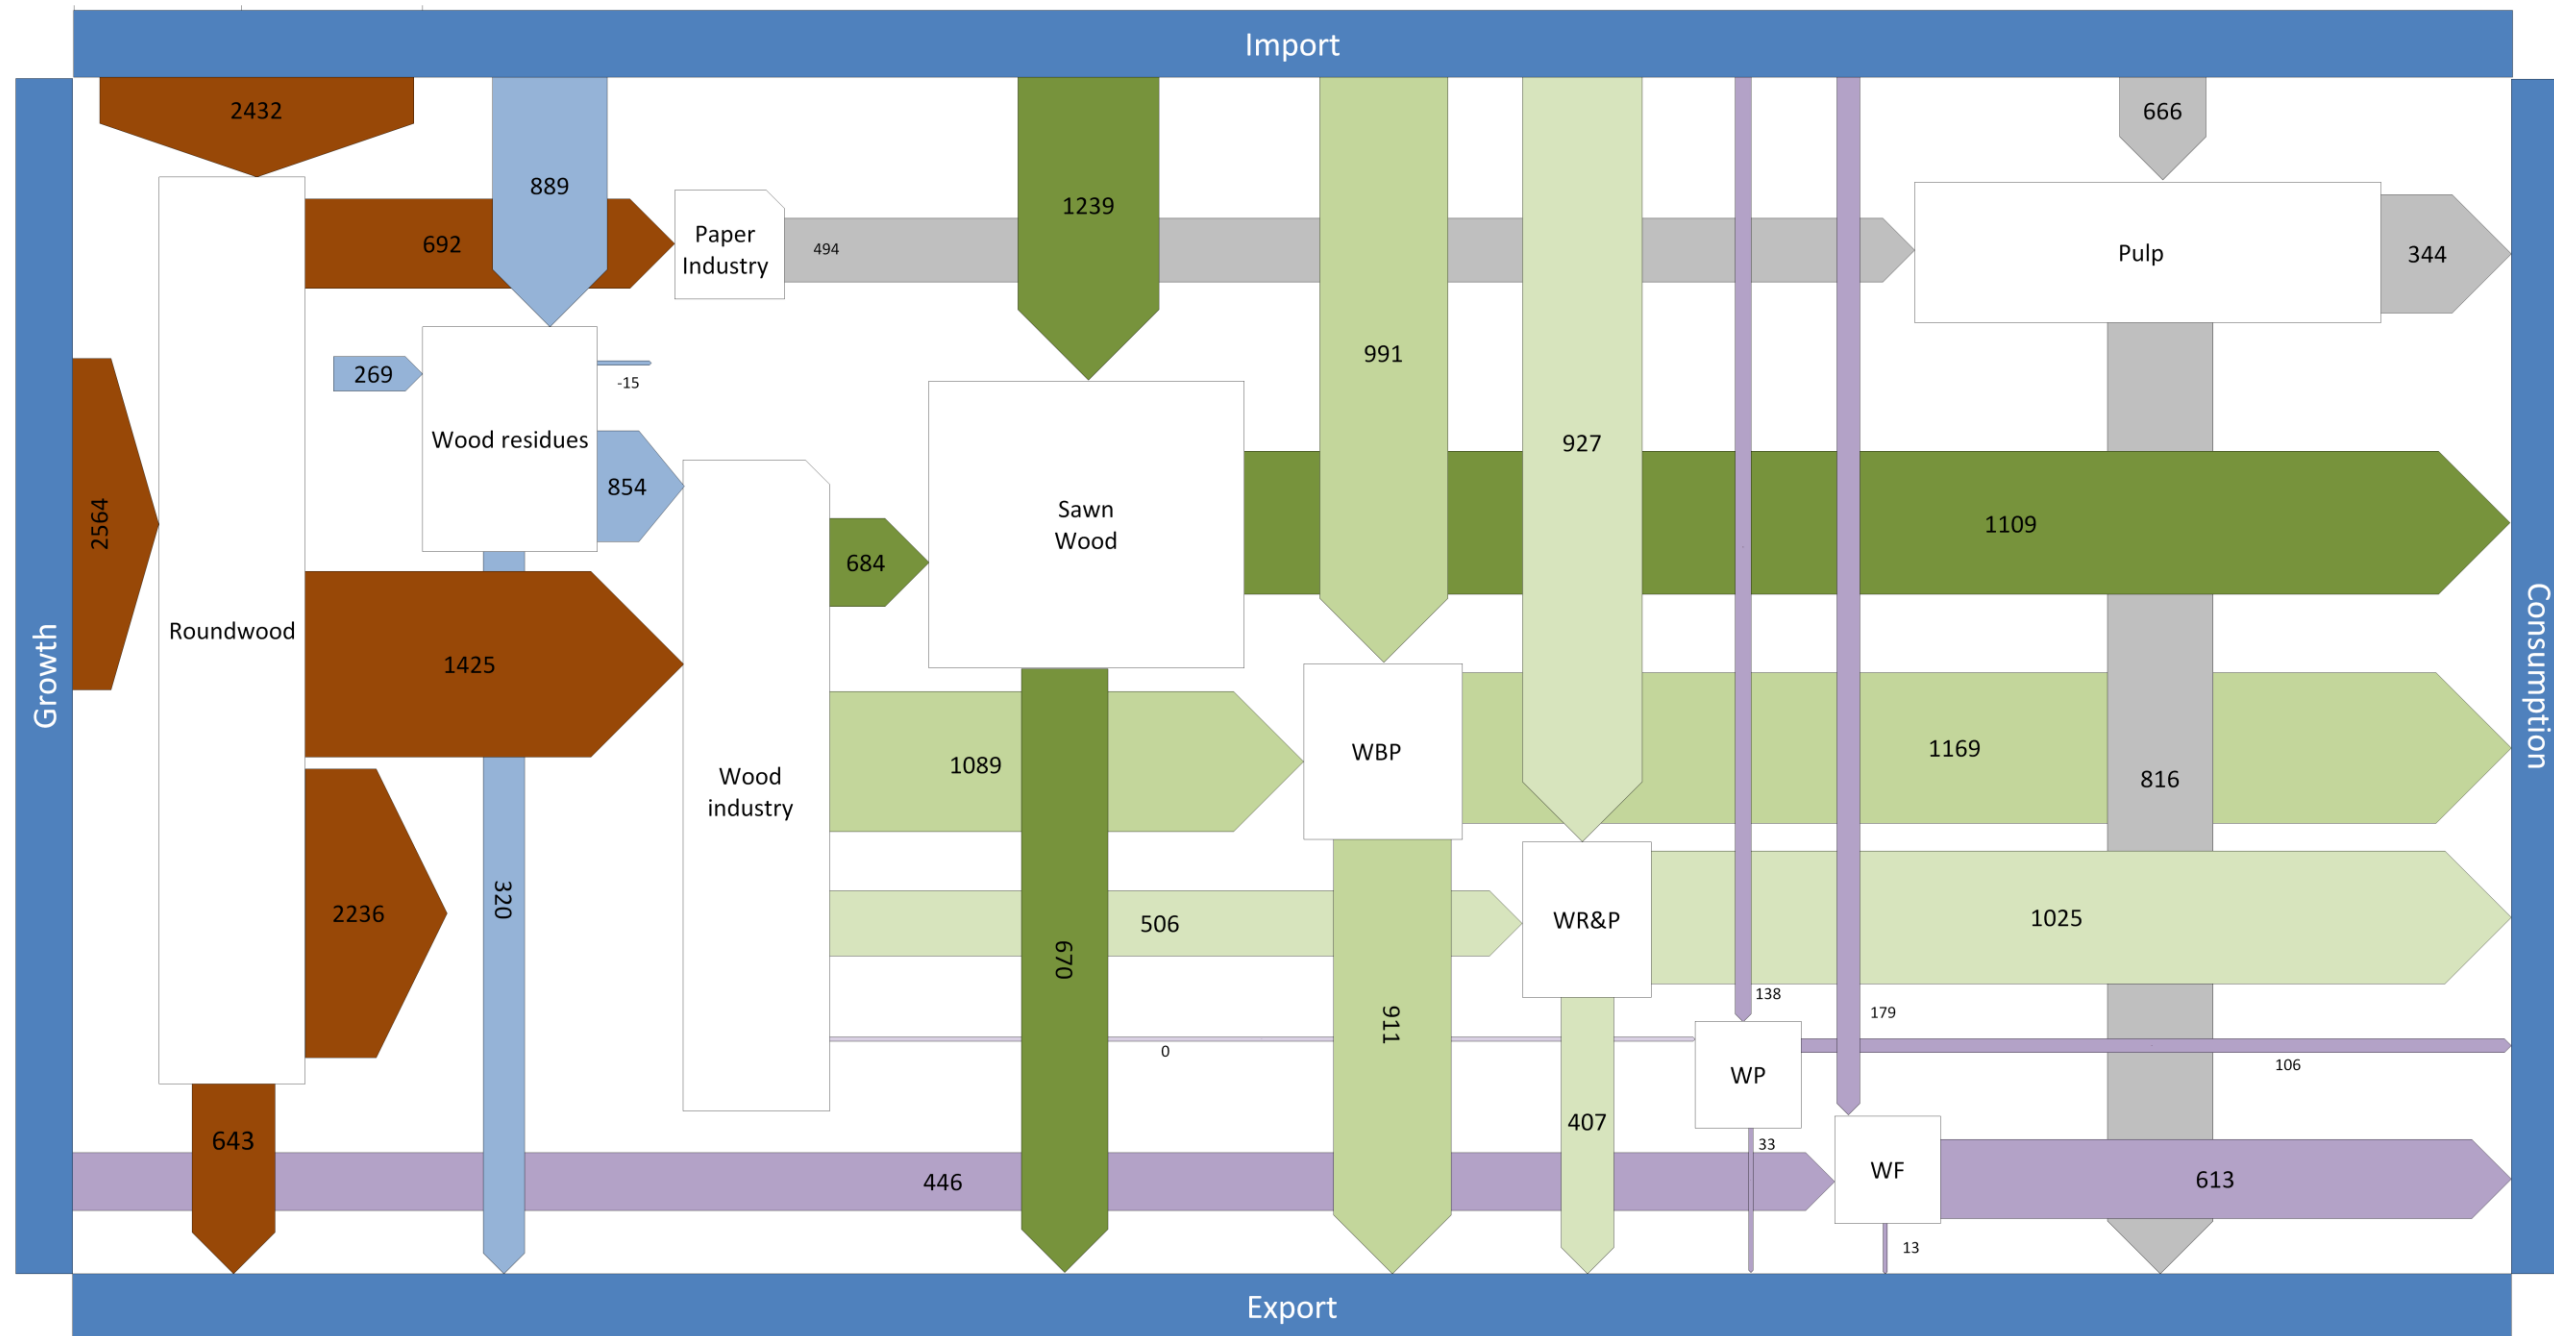 Import
2432
666
889
1239
692
Paper
Industry
494
Pulp
344
991
269
-15
Wood residues
927
854
Sawn
Wood
1109
2564
684
Roundwood
Growth
Consumption
1425
Wood
industry
1089
WBP
1169
816
2236
320
506
WR&P
1025
670
911
138
179
0
106
WP
643
407
33
446
WF
613
13
Export